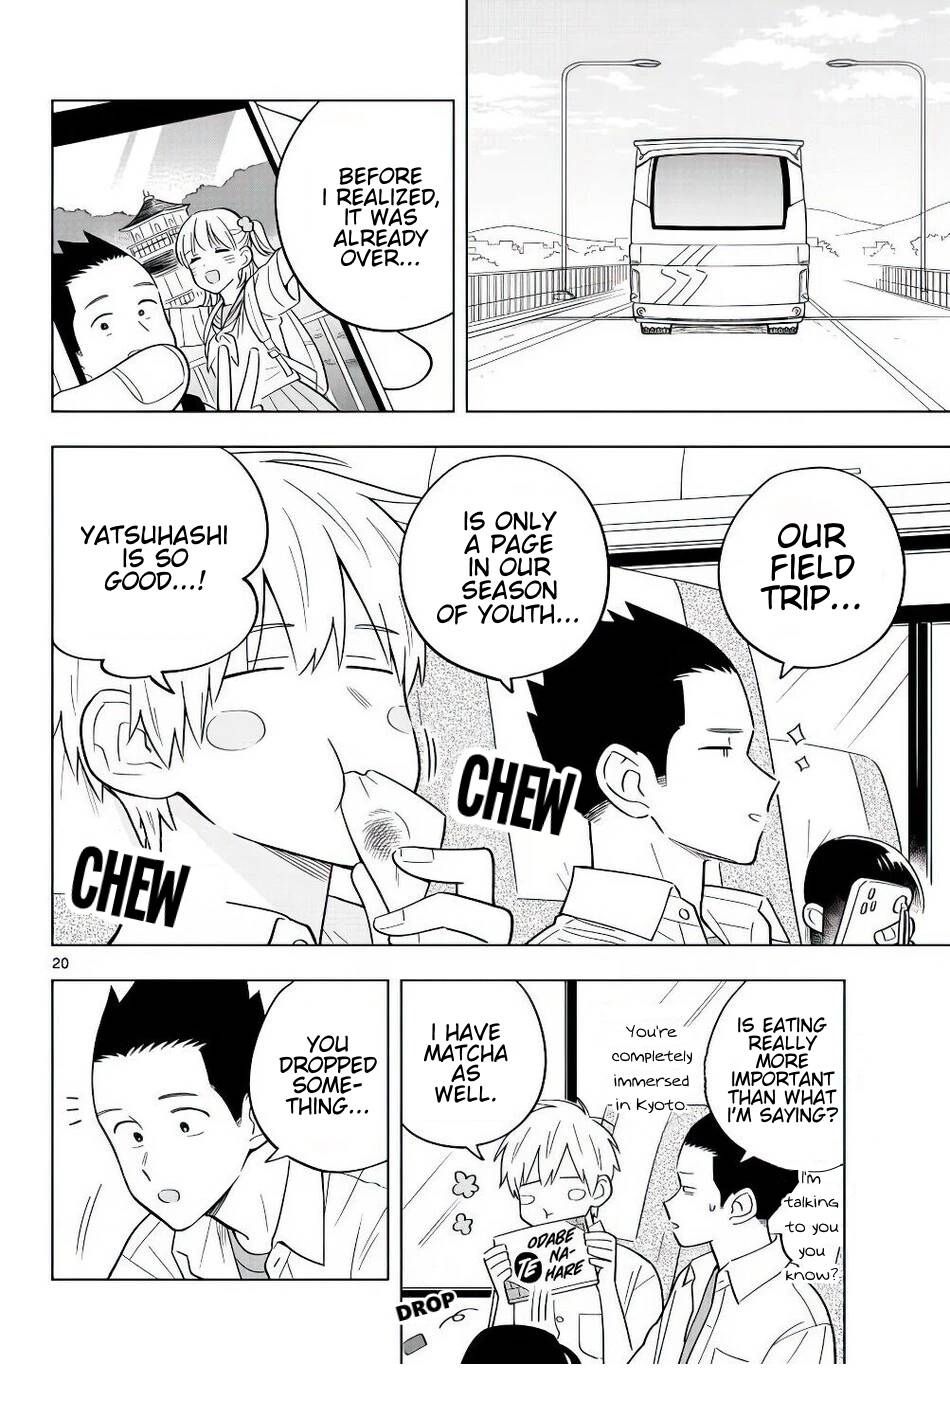 BEFORE
I REALIZED,
IT WAS
ALREADY
OVER...
OUR
FIELD
TRIP...
IS ONLY
A PAGE
IN OUR
SEASON
OF YOUTH...
YATSUHASHI
IS SO
GOOD...!
CHEW
CHEW
20
IS EATING
REALLY
MORE
IMPORTANT
THAN WHAT
I'M SAYING?
I'm
talking
to you
you
know?
You're
completely
immersed
in Kyoto
I HAVE
MATCHA
AS
WELL.
ODABE
NA-
TE HARE
DROP
YOU
DROPPED
SOME-
THING...